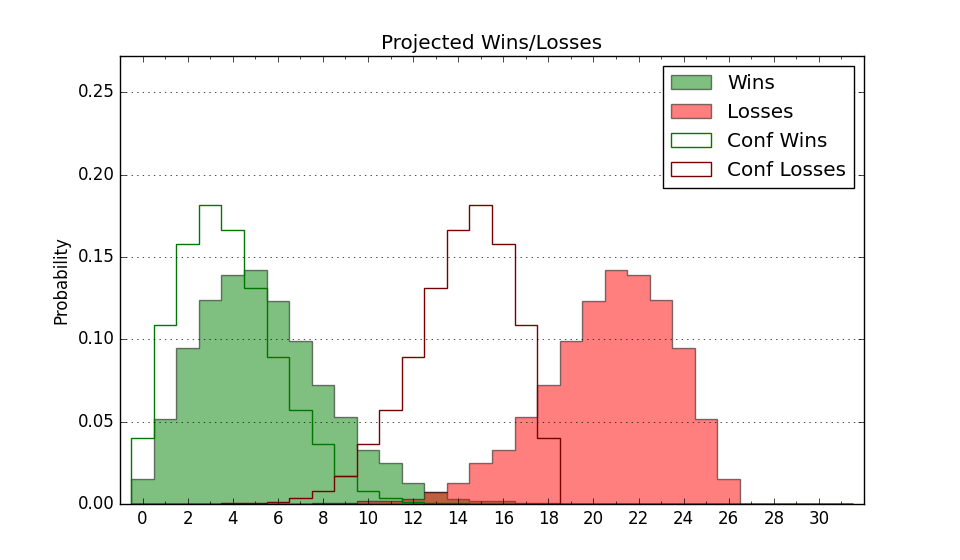 Projected Wins/Losses
Wins
Losses
Conf Wins
Conf Losses
Probability
0.25
0.20
0.15
0.10
0.05
0.00
0 2 4 6 8 10 12 14 16 18 20 22 24 26 28 30